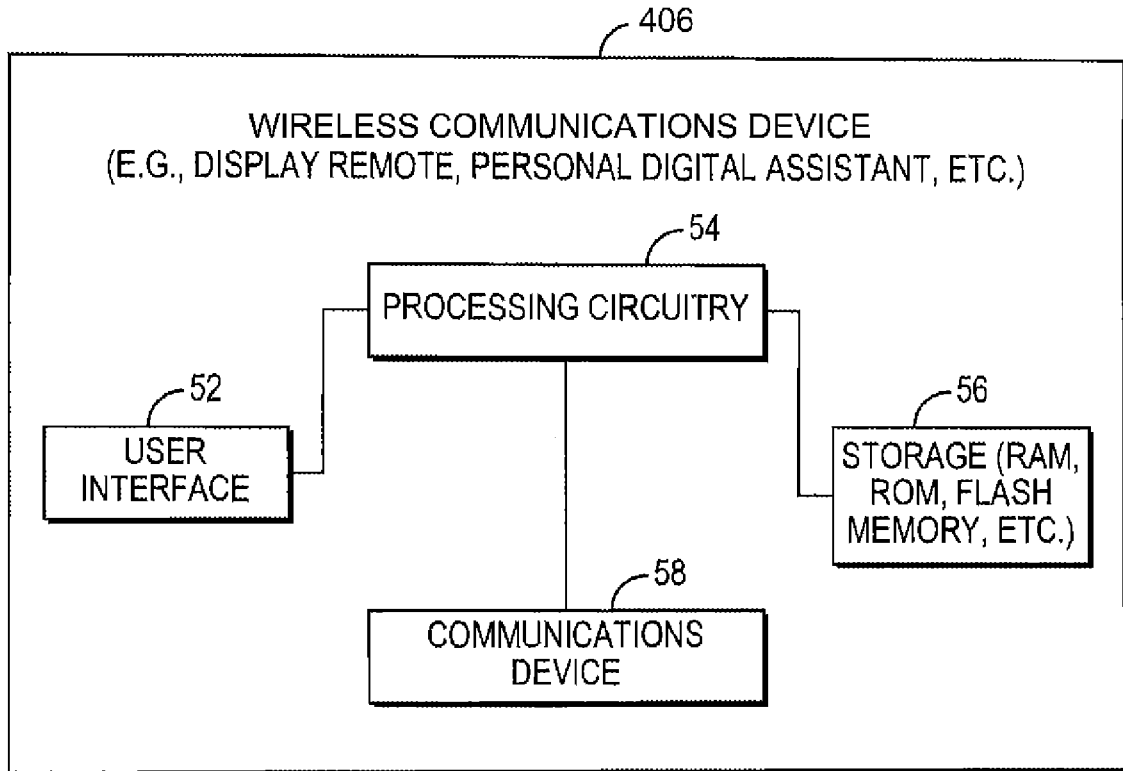 406
WIRELESS COMMUNICATIONS DEVICE
(E.G., DISPLAY REMOTE, PERSONAL DIGITAL ASSISTANT, ETC.)
54
PROCESSING CIRCUITRY
52
USER
INTERFACE
56
STORAGE (RAM,
ROM, FLASH
MEMORY, ETC.)
58
COMMUNICATIONS
DEVICE